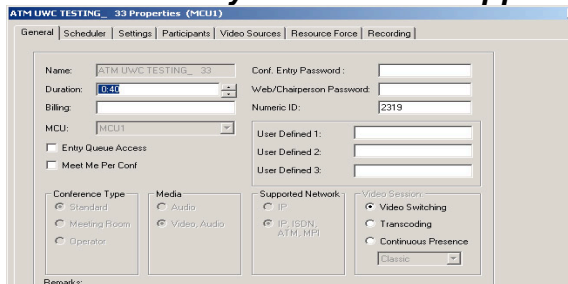 ATM UWC TESTING_ 33 Properties (MCU1)
General Scheduler Settings Participants Video Sources Resource Force Recording
Name: ATM UWC TESTING_ 33 Conf. Entry Password :
Duration: 0:40 Web/Chairperson Password:
Billing: Numeric ID: 2319
MCU: MCU1 User Defined 1:
Entry Queue Access User Defined 2:
Meet Me Per Conf User Defined 3:
Conference Type Media Supported Network Video Session
Standard Audio IP Video Switching
Meeting Room Video, Audio IP, ISDN, Transcoding
ATM, MPI
Operator Continuous Presence
Classic
Remarks: